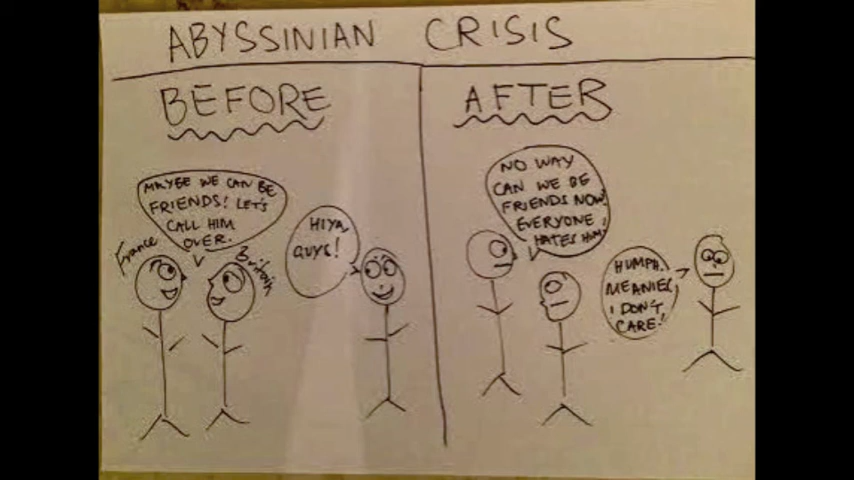 ABYSSINIAN CRISIS
BEFORE
MAYBE WE CAN BE
FRIENDS! LET'S
CALL HIM
OVER.
France
Britain
HIYA,
GUYS!
AFTER
NO WAY
CAN WE BE
FRIENDS NOW!
EVERYONE
HATES HIM!
HUMPH.
MEANIES,
I DON'T
CARE!